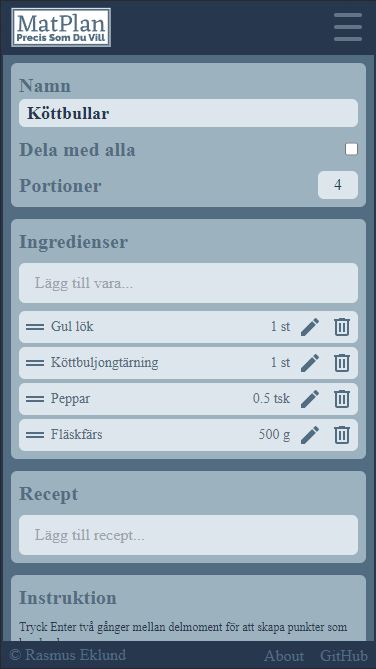 MatPlan
Precis Som Du Vill
Namn
Köttbullar
Dela med alla
Portioner
4
Ingredienser
Lägg till vara...
Gul lök 1 st
Köttbuljongtärning 1 st
Peppar 0.5 tsk
Fläskfärs 500 g
Recept
Lägg till recept...
Instruktion
Tryck Enter två gånger mellan delmoment för att skapa punkter som
© Rasmus Eklund About GitHub